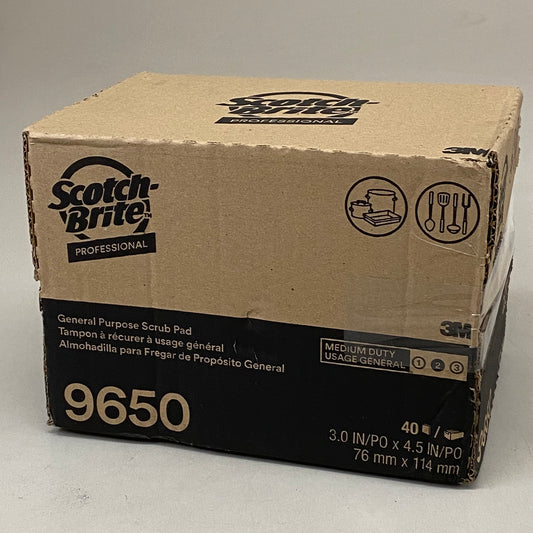 Scotch-
Brite™
PROFESSIONAL
3M
Scotch-
Brite™
PROFESSIONAL
General Purpose Scrub Pad
Tampon à récurer à usage général
Almohadilla para Fregar de Propósito General
9650
3M
MEDIUM DUTY
USAGE GENERAL
1 2 3
40 /
3.0 IN/PO x 4.5 IN/PO
76 mm x 114 mm